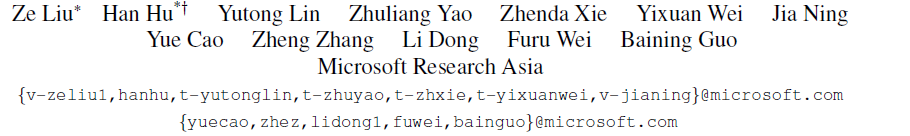 Ze Liu* Han Hu*† Yutong Lin Zhuliang Yao Zhenda Xie Yixuan Wei Jia Ning
Yue Cao Zheng Zhang Li Dong Furu Wei Baining Guo
Microsoft Research Asia
{v-zeliu1,hanhu,t-yutonglin,t-zhuyao,t-zhxie,t-yixuanwei,v-jianing}@microsoft.com
{yuecao,zhez,lidong1,fuwei,bainguo}@microsoft.com